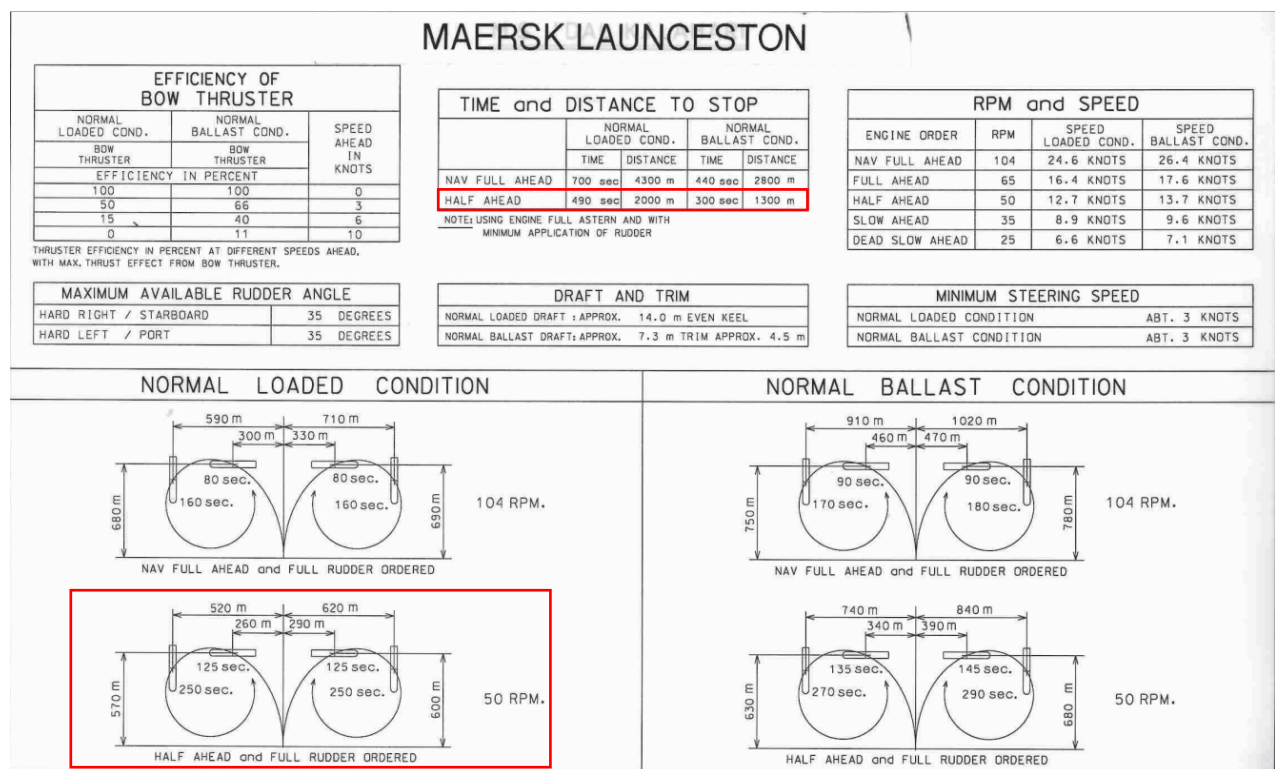 MAERSK LAUNCESTON
EFFICIENCY OF
BOW THRUSTER
NORMAL LOADED COND. NORMAL BALLAST COND. SPEED AHEAD IN KNOTS
BOW THRUSTER BOW THRUSTER
EFFICIENCY IN PERCENT
100 100 0
50 66 3
15 40 6
0 11 10
THRUSTER EFFICIENCY IN PERCENT AT DIFFERENT SPEEDS AHEAD,
WITH MAX. THRUST EFFECT FROM BOW THRUSTER.
TIME and DISTANCE TO STOP
NORMAL LOADED COND. NORMAL BALLAST COND.
TIME DISTANCE TIME DISTANCE
NAV FULL AHEAD 700 sec 4300 m 440 sec 2800 m
HALF AHEAD 490 sec 2000 m 300 sec 1300 m
NOTE: USING ENGINE FULL ASTERN AND WITH
MINIMUM APPLICATION OF RUDDER
RPM and SPEED
ENGINE ORDER RPM SPEED LOADED COND. SPEED BALLAST COND.
NAV FULL AHEAD 104 24.6 KNOTS 26.4 KNOTS
FULL AHEAD 65 16.4 KNOTS 17.6 KNOTS
HALF AHEAD 50 12.7 KNOTS 13.7 KNOTS
SLOW AHEAD 35 8.9 KNOTS 9.6 KNOTS
DEAD SLOW AHEAD 25 6.6 KNOTS 7.1 KNOTS
MAXIMUM AVAILABLE RUDDER ANGLE
HARD RIGHT / STARBOARD 35 DEGREES
HARD LEFT / PORT 35 DEGREES
DRAFT AND TRIM
NORMAL LOADED DRAFT : APPROX. 14.0 m EVEN KEEL
NORMAL BALLAST DRAFT: APPROX. 7.3 m TRIM APPROX. 4.5 m
MINIMUM STEERING SPEED
NORMAL LOADED CONDITION ABT. 3 KNOTS
NORMAL BALLAST CONDITION ABT. 3 KNOTS
NORMAL LOADED CONDITION
590 m 710 m
300 m 330 m
80 sec. 80 sec.
160 sec. 160 sec.
680 m 690 m
104 RPM.
NAV FULL AHEAD and FULL RUDDER ORDERED
520 m 620 m
260 m 290 m
125 sec. 125 sec.
250 sec. 250 sec.
570 m 600 m
50 RPM.
HALF AHEAD and FULL RUDDER ORDERED
NORMAL BALLAST CONDITION
910 m 1020 m
460 m 470 m
90 sec. 90 sec.
170 sec. 180 sec.
750 m 780 m
104 RPM.
NAV FULL AHEAD and FULL RUDDER ORDERED
740 m 840 m
340 m 390 m
135 sec. 145 sec.
270 sec. 290 sec.
630 m 680 m
50 RPM.
HALF AHEAD and FULL RUDDER ORDERED